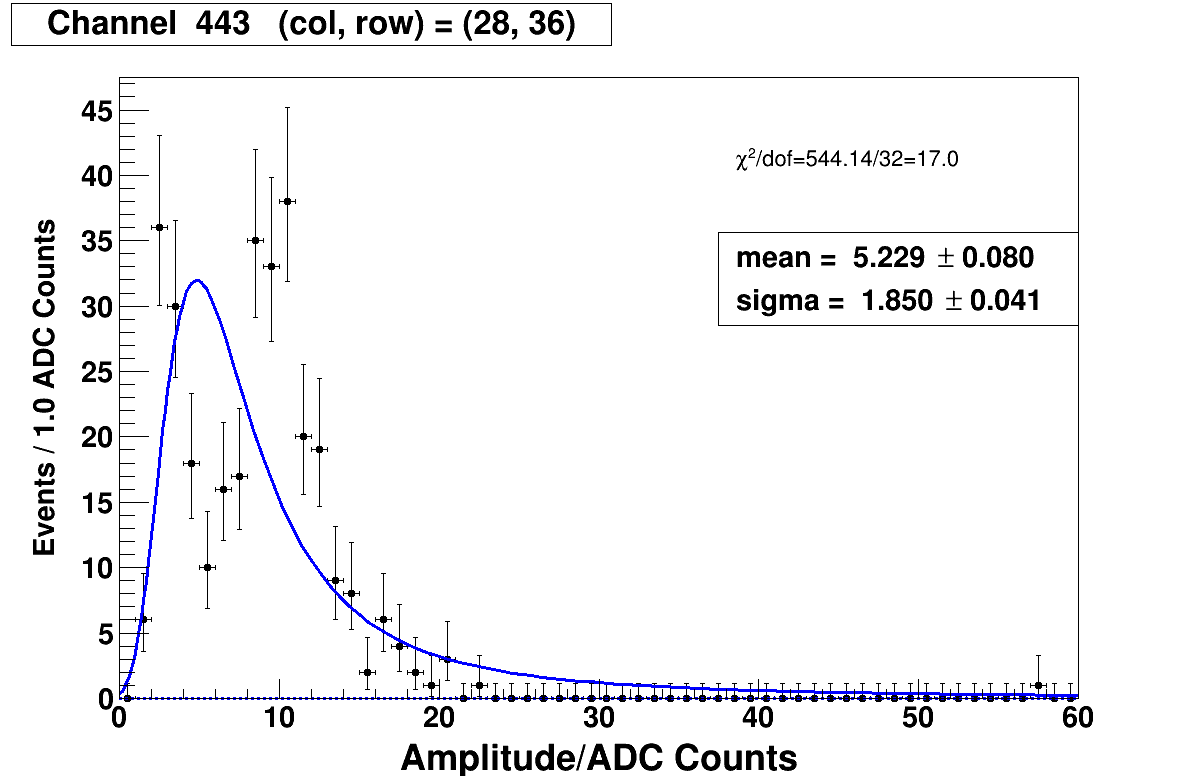 Channel 443 (col, row) = (28, 36)
χ²/dof=544.14/32=17.0
mean = 5.229 ± 0.080
sigma = 1.850 ± 0.041
Events / 1.0 ADC Counts
45
40
35
30
25
20
15
10
5
0
0 10 20 30 40 50 60
Amplitude/ADC Counts